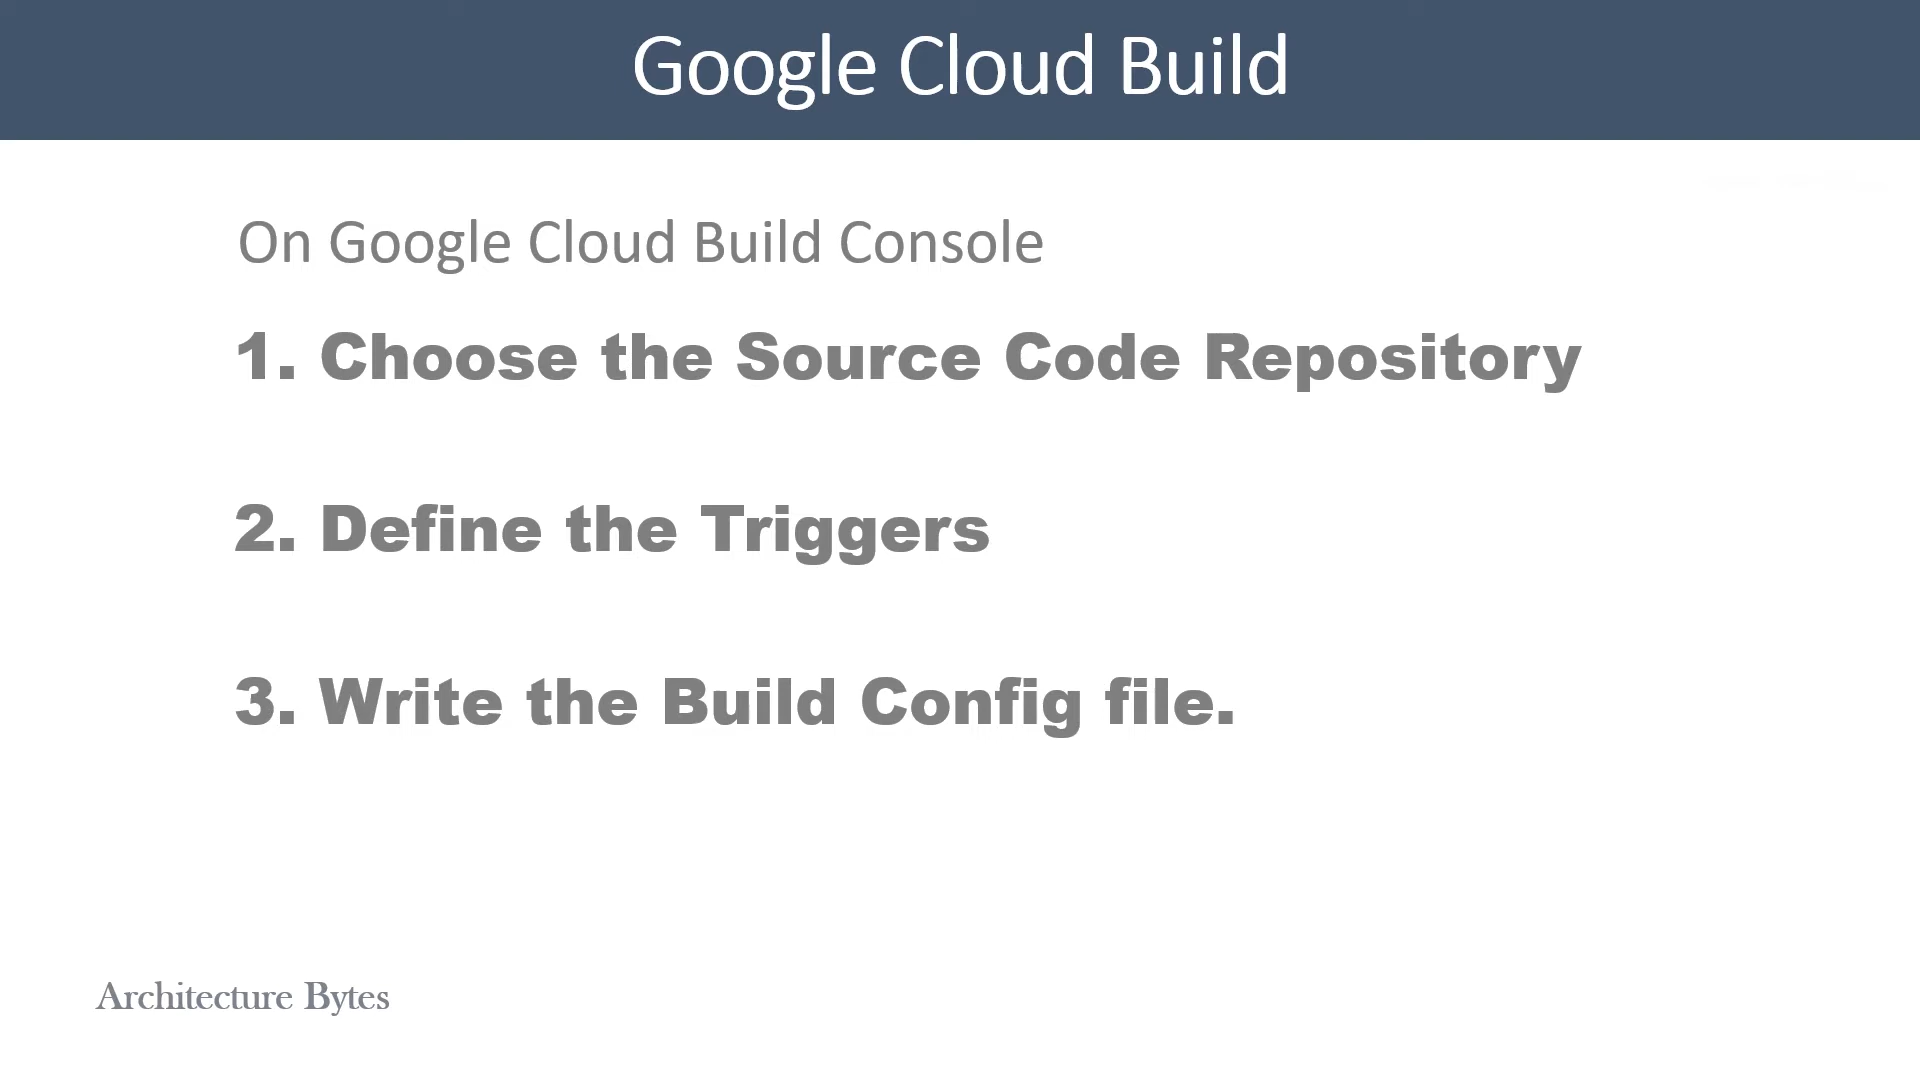 Google Cloud Build
On Google Cloud Build Console
1. Choose the Source Code Repository
2. Define the Triggers
3. Write the Build Config file.
Architecture Bytes